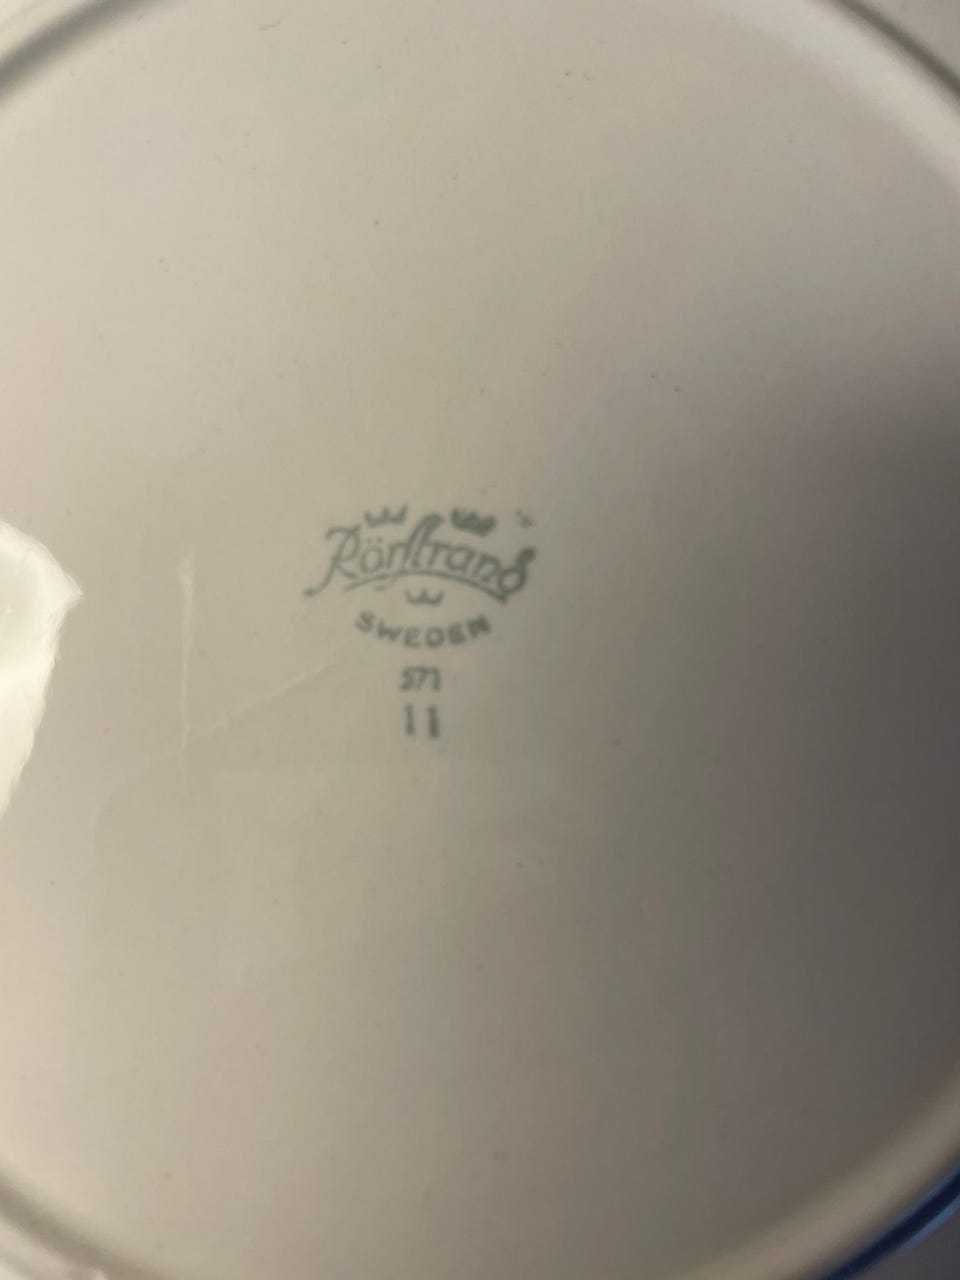 Rörstrand
SWEDEN
571
11